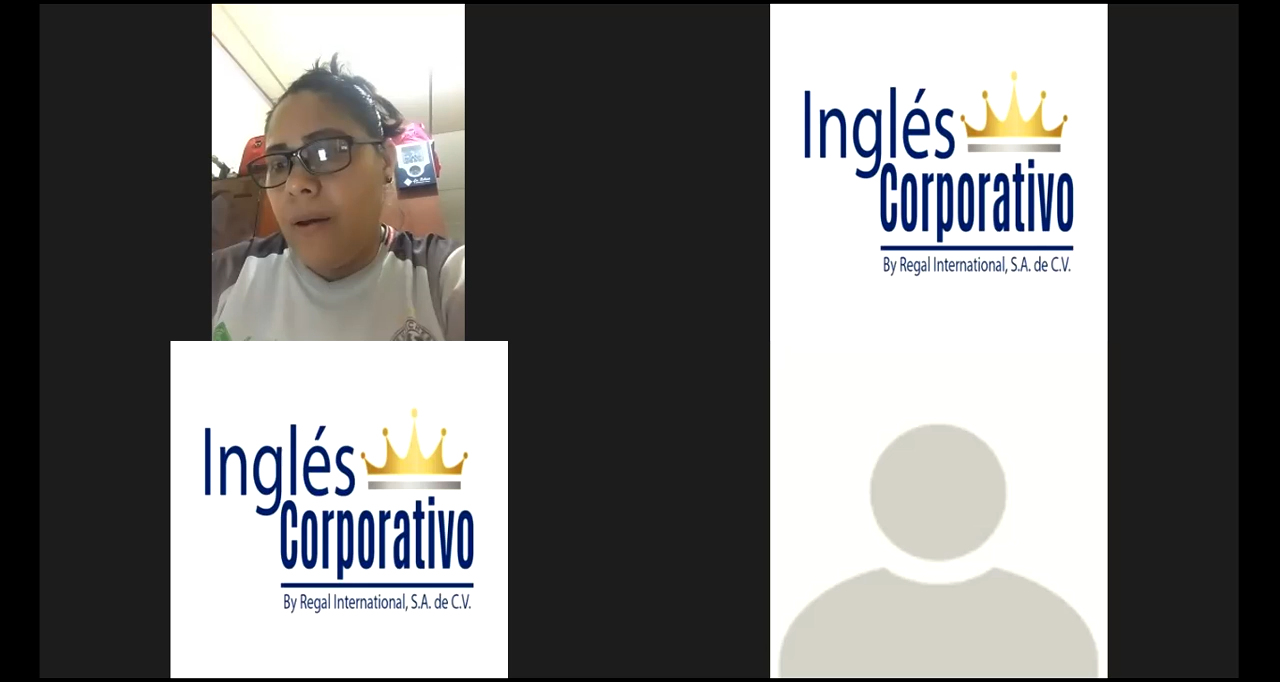 Inglés
Corporativo
By Regal International, S.A. de C.V.
Inglés
Corporativo
By Regal International, S.A. de C.V.